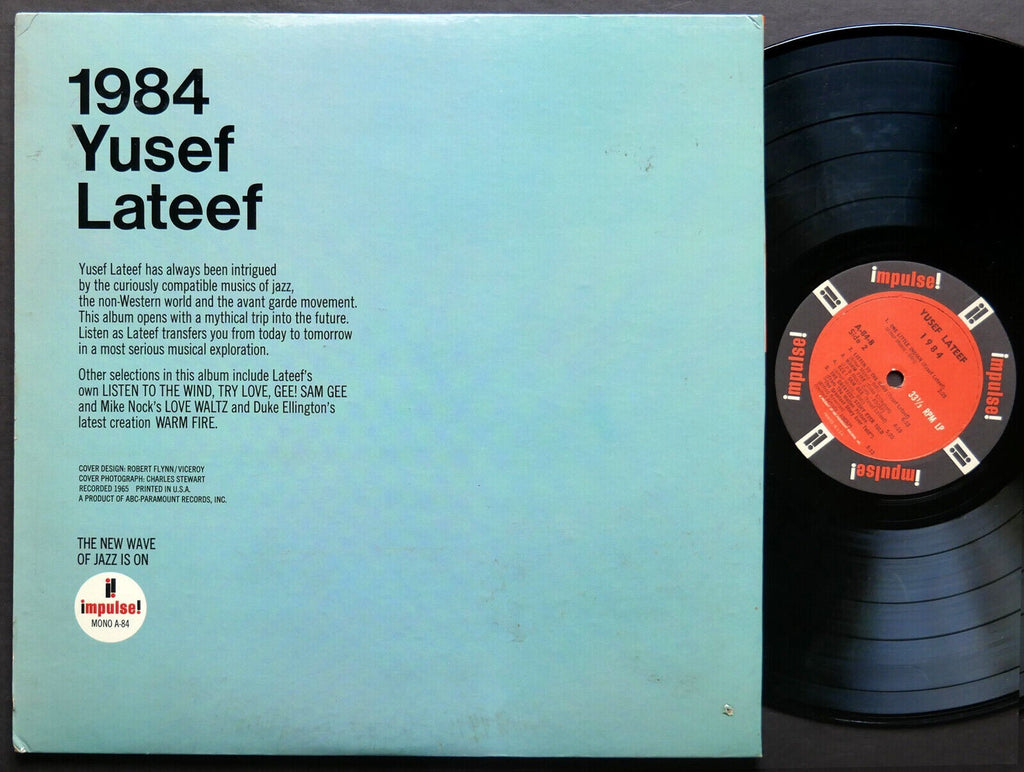 1984
Yusef
Lateef
Yusef Lateef has always been intrigued
by the curiously compatible musics of jazz,
the non-Western world and the avant garde movement.
This album opens with a mythical trip into the future.
Listen as Lateef transfers you from today to tomorrow
in a most serious musical exploration.
Other selections in this album include Lateef's
own LISTEN TO THE WIND, TRY LOVE, GEE! SAM GEE
and Mike Nock's LOVE WALTZ and Duke Ellington's
latest creation WARM FIRE.
COVER DESIGN: ROBERT FLYNN/VICEROY
COVER PHOTOGRAPH: CHARLES STEWART
RECORDED 1965 PRINTED IN U.S.A.
A PRODUCT OF ABC-PARAMOUNT RECORDS, INC.
THE NEW WAVE
OF JAZZ IS ON
i!
impulse!
MONO A-84
impulse!
i!
impulse!
i!
impulse!
i!
impulse!
i!
YUSEF LATEEF
1984
A-84-B
Side 2
33⅓ RPM LP